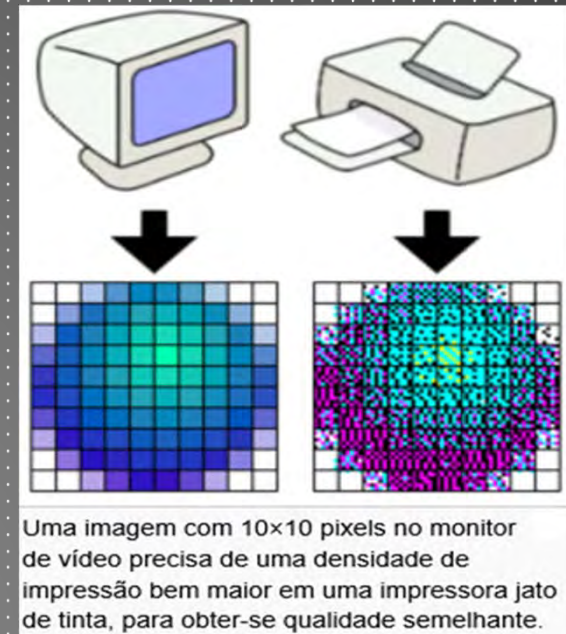 Uma imagem com 10×10 pixels no monitor
de vídeo precisa de uma densidade de
impressão bem maior em uma impressora jato
de tinta, para obter-se qualidade semelhante.